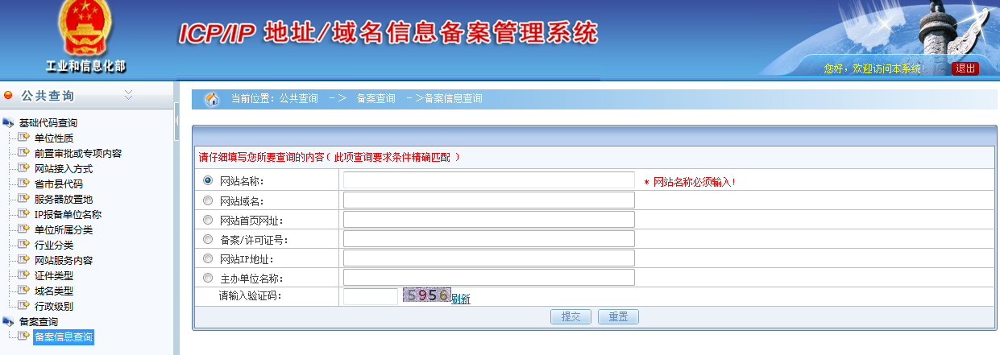 ICP/IP 地址/域名信息备案管理系统
工业和信息化部
您好，欢迎访问本系统!
退出
公共查询
当前位置：公共查询 -> 备案查询 ->备案信息查询
基础代码查询
单位性质
前置审批或专项内容
网站接入方式
省市县代码
服务器放置地
IP报备单位名称
单位所属分类
行业分类
网站服务内容
证件类型
域名类型
行政级别
备案查询
备案信息查询
请仔细填写您所要查询的内容( 此项查询要求条件精确匹配 )
网站名称： * 网站名称必须输入!
网站域名：
网站首页网址：
备案/许可证号：
网站IP地址：
主办单位名称：
请输入验证码： 5956 刷新
提交 重置